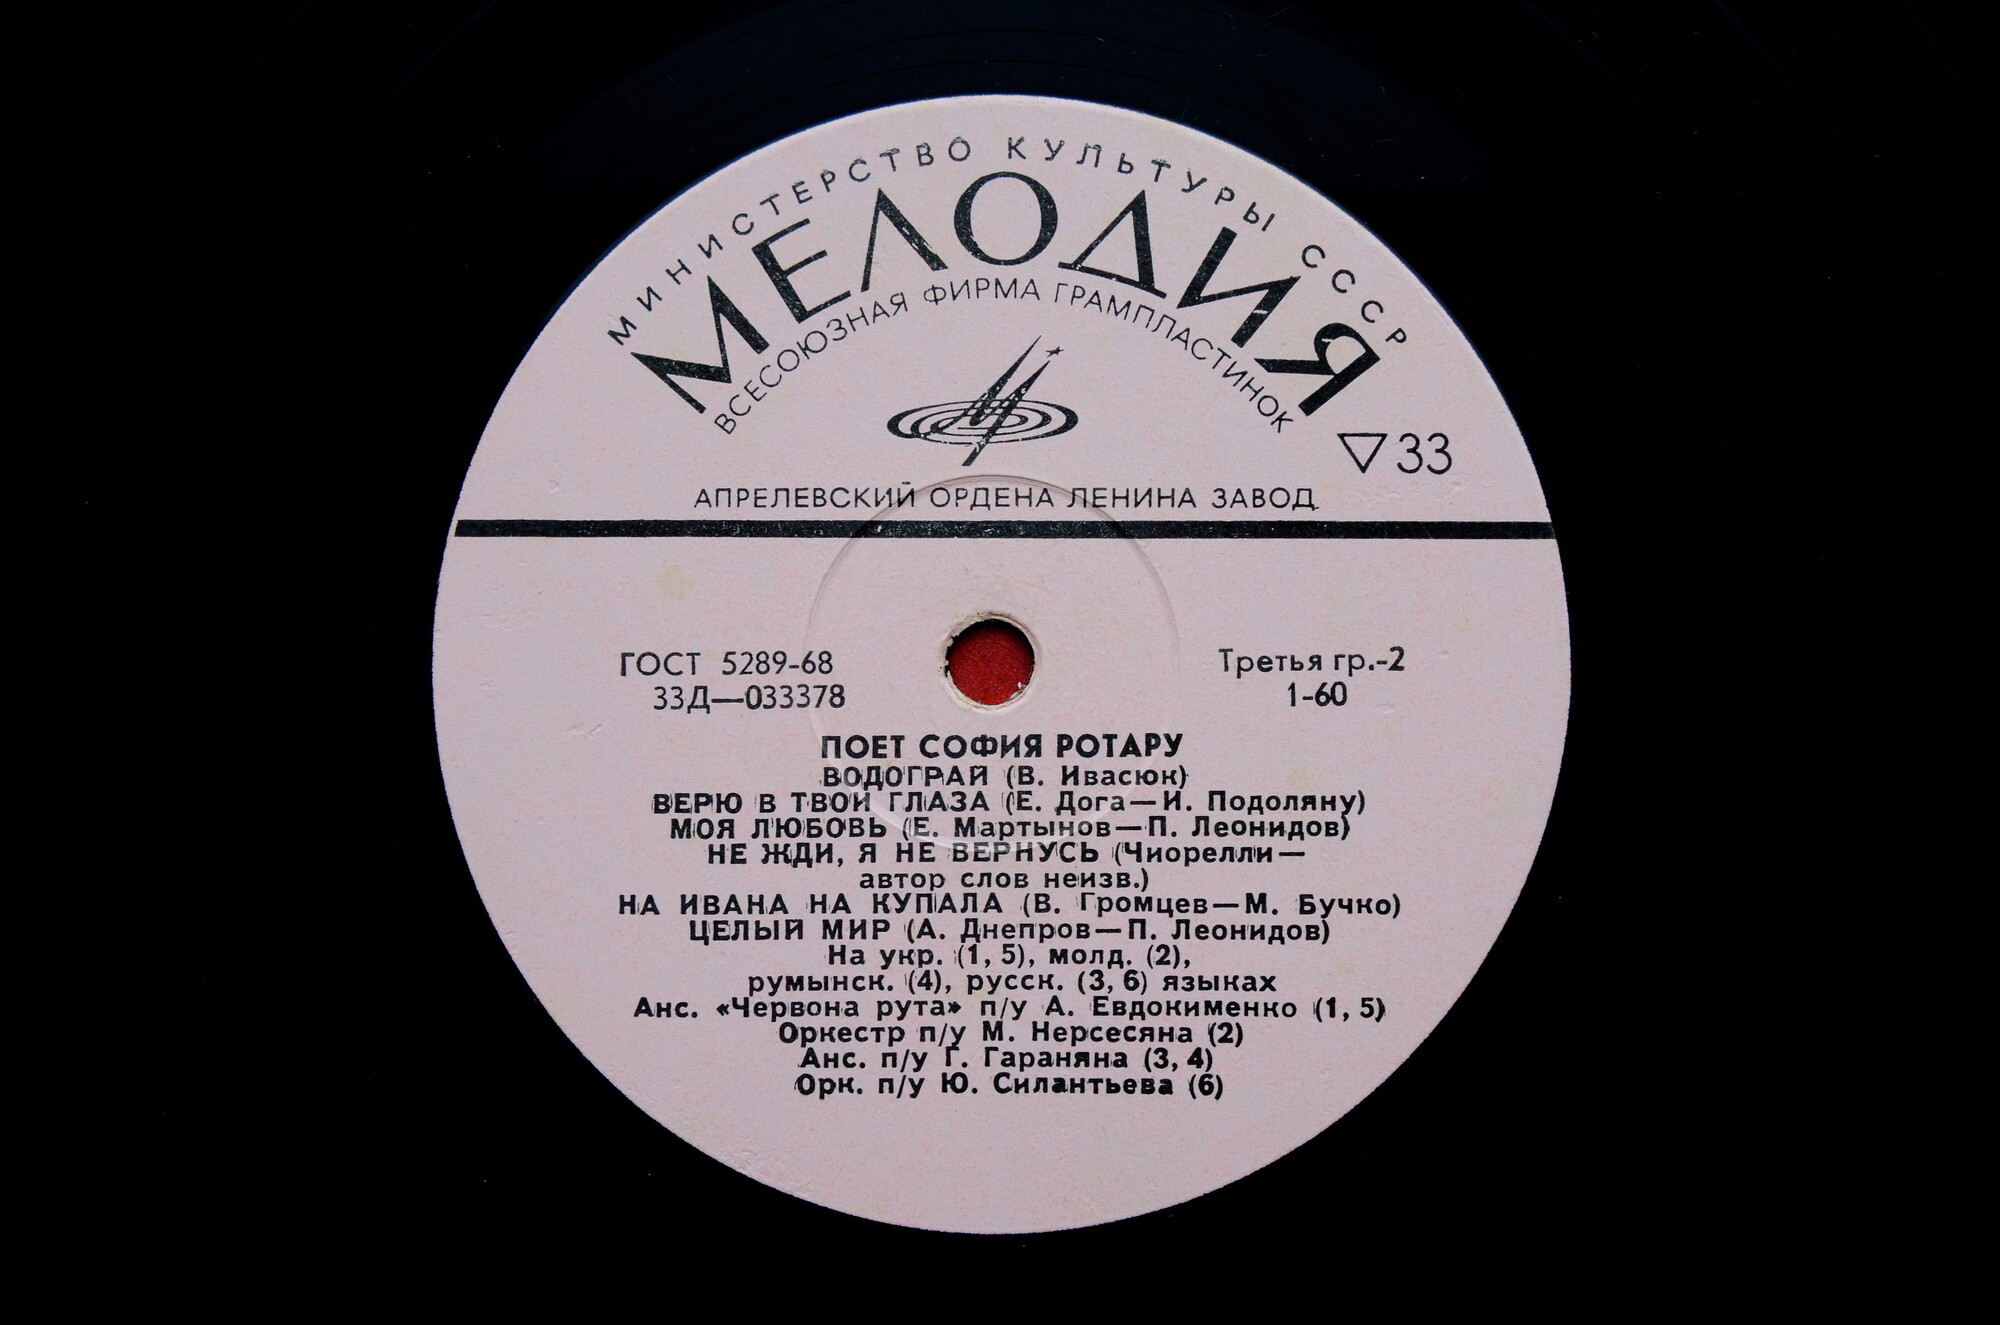 МИНИСТЕРСТВО КУЛЬТУРЫ СССР
МЕЛОДИЯ
ВСЕСОЮЗНАЯ ФИРМА ГРАМПЛАСТИНОК
▽33
АПРЕЛЕВСКИЙ ОРДЕНА ЛЕНИНА ЗАВОД
ГОСТ 5289-68
33Д—033378
Третья гр.-2
1-60
ПОЕТ СОФИЯ РОТАРУ
ВОДОГРАЙ (В. Ивасюк)
ВЕРЮ В ТВОИ ГЛАЗА (Е. Дога—И. Подоляну)
МОЯ ЛЮБОВЬ (Е. Мартынов—П. Леонидов)
НЕ ЖДИ, Я НЕ ВЕРНУСЬ (Чиорелли—
автор слов неизв.)
НА ИВАНА НА КУПАЛА (В. Громцев—М. Бучко)
ЦЕЛЫЙ МИР (А. Днепров—П. Леонидов)
На укр. (1, 5), молд. (2),
румынск. (4), русск. (3, 6) языках
Анс. «Червона рута» п/у А. Евдокименко (1, 5)
Оркестр п/у М. Нерсесяна (2)
Анс. п/у Г. Гараняна (3, 4)
Орк. п/у Ю. Силантьева (6)